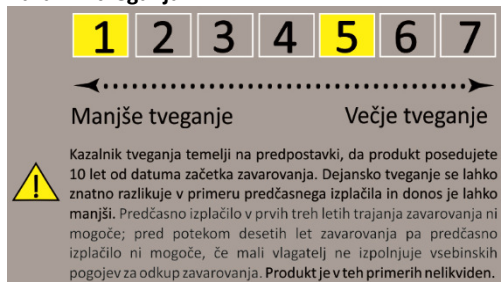 1 2 3 4 5 6 7
Manjše tveganje Večje tveganje
Kazalnik tveganja temelji na predpostavki, da produkt posedujete
10 let od datuma začetka zavarovanja. Dejansko tveganje se lahko
znatno razlikuje v primeru predčasnega izplačila in donos je lahko
manjši. Predčasno izplačilo v prvih treh letih trajanja zavarovanja ni
mogoče; pred potekom desetih let zavarovanja pa predčasno
izplačilo ni mogoče, če mali vlagatelj ne izpolnjuje vsebinskih
pogojev za odkup zavarovanja. Produkt je v teh primerih nelikviden.